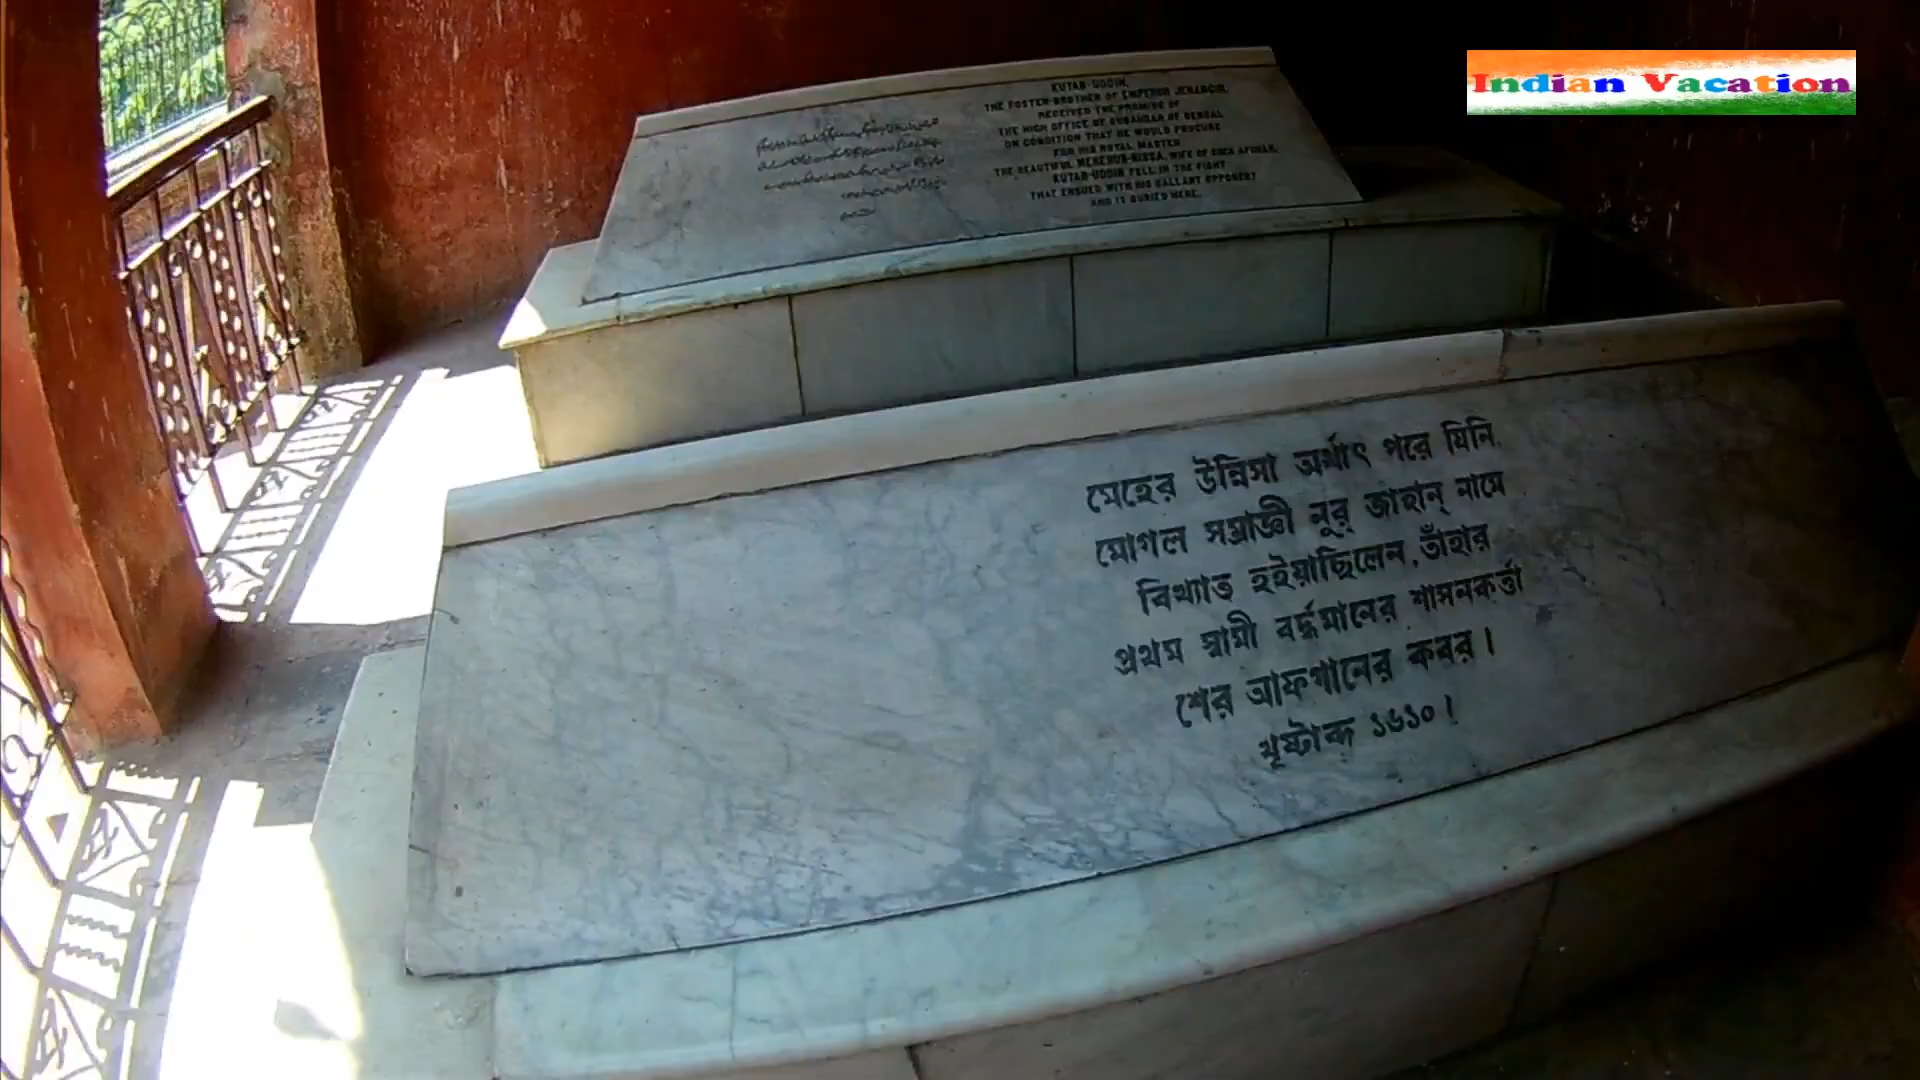 Indian Vacation
KUTAB-UDDIN,
THE FOSTER-BROTHER OF EMPEROR JEHANGIR,
RECEIVED THE PROMISE OF
THE HIGH OFFICE OF SUBAHDAR OF BENGAL
ON CONDITION THAT HE WOULD PROCURE
FOR HIS ROYAL MASTER
THE BEAUTIFUL MEHERUN-NISSA, WIFE OF SHER AFGHAN.
KUTAB-UDDIN FELL IN THE FIGHT
THAT ENSUED WITH HIS GALLANT OPPONENT
AND IS BURIED HERE.
মেহের উন্নিসা অর্থাৎ পরে যিনি
মোগল সম্রাজ্ঞী নুর্ জাহান্ নামে
বিখ্যাত হইয়াছিলেন, তাঁহার
প্রথম স্বামী বর্দ্ধমানের শাসনকর্ত্তা
শের আফগানের কবর।
খৃষ্টাব্দ ১৬১০।